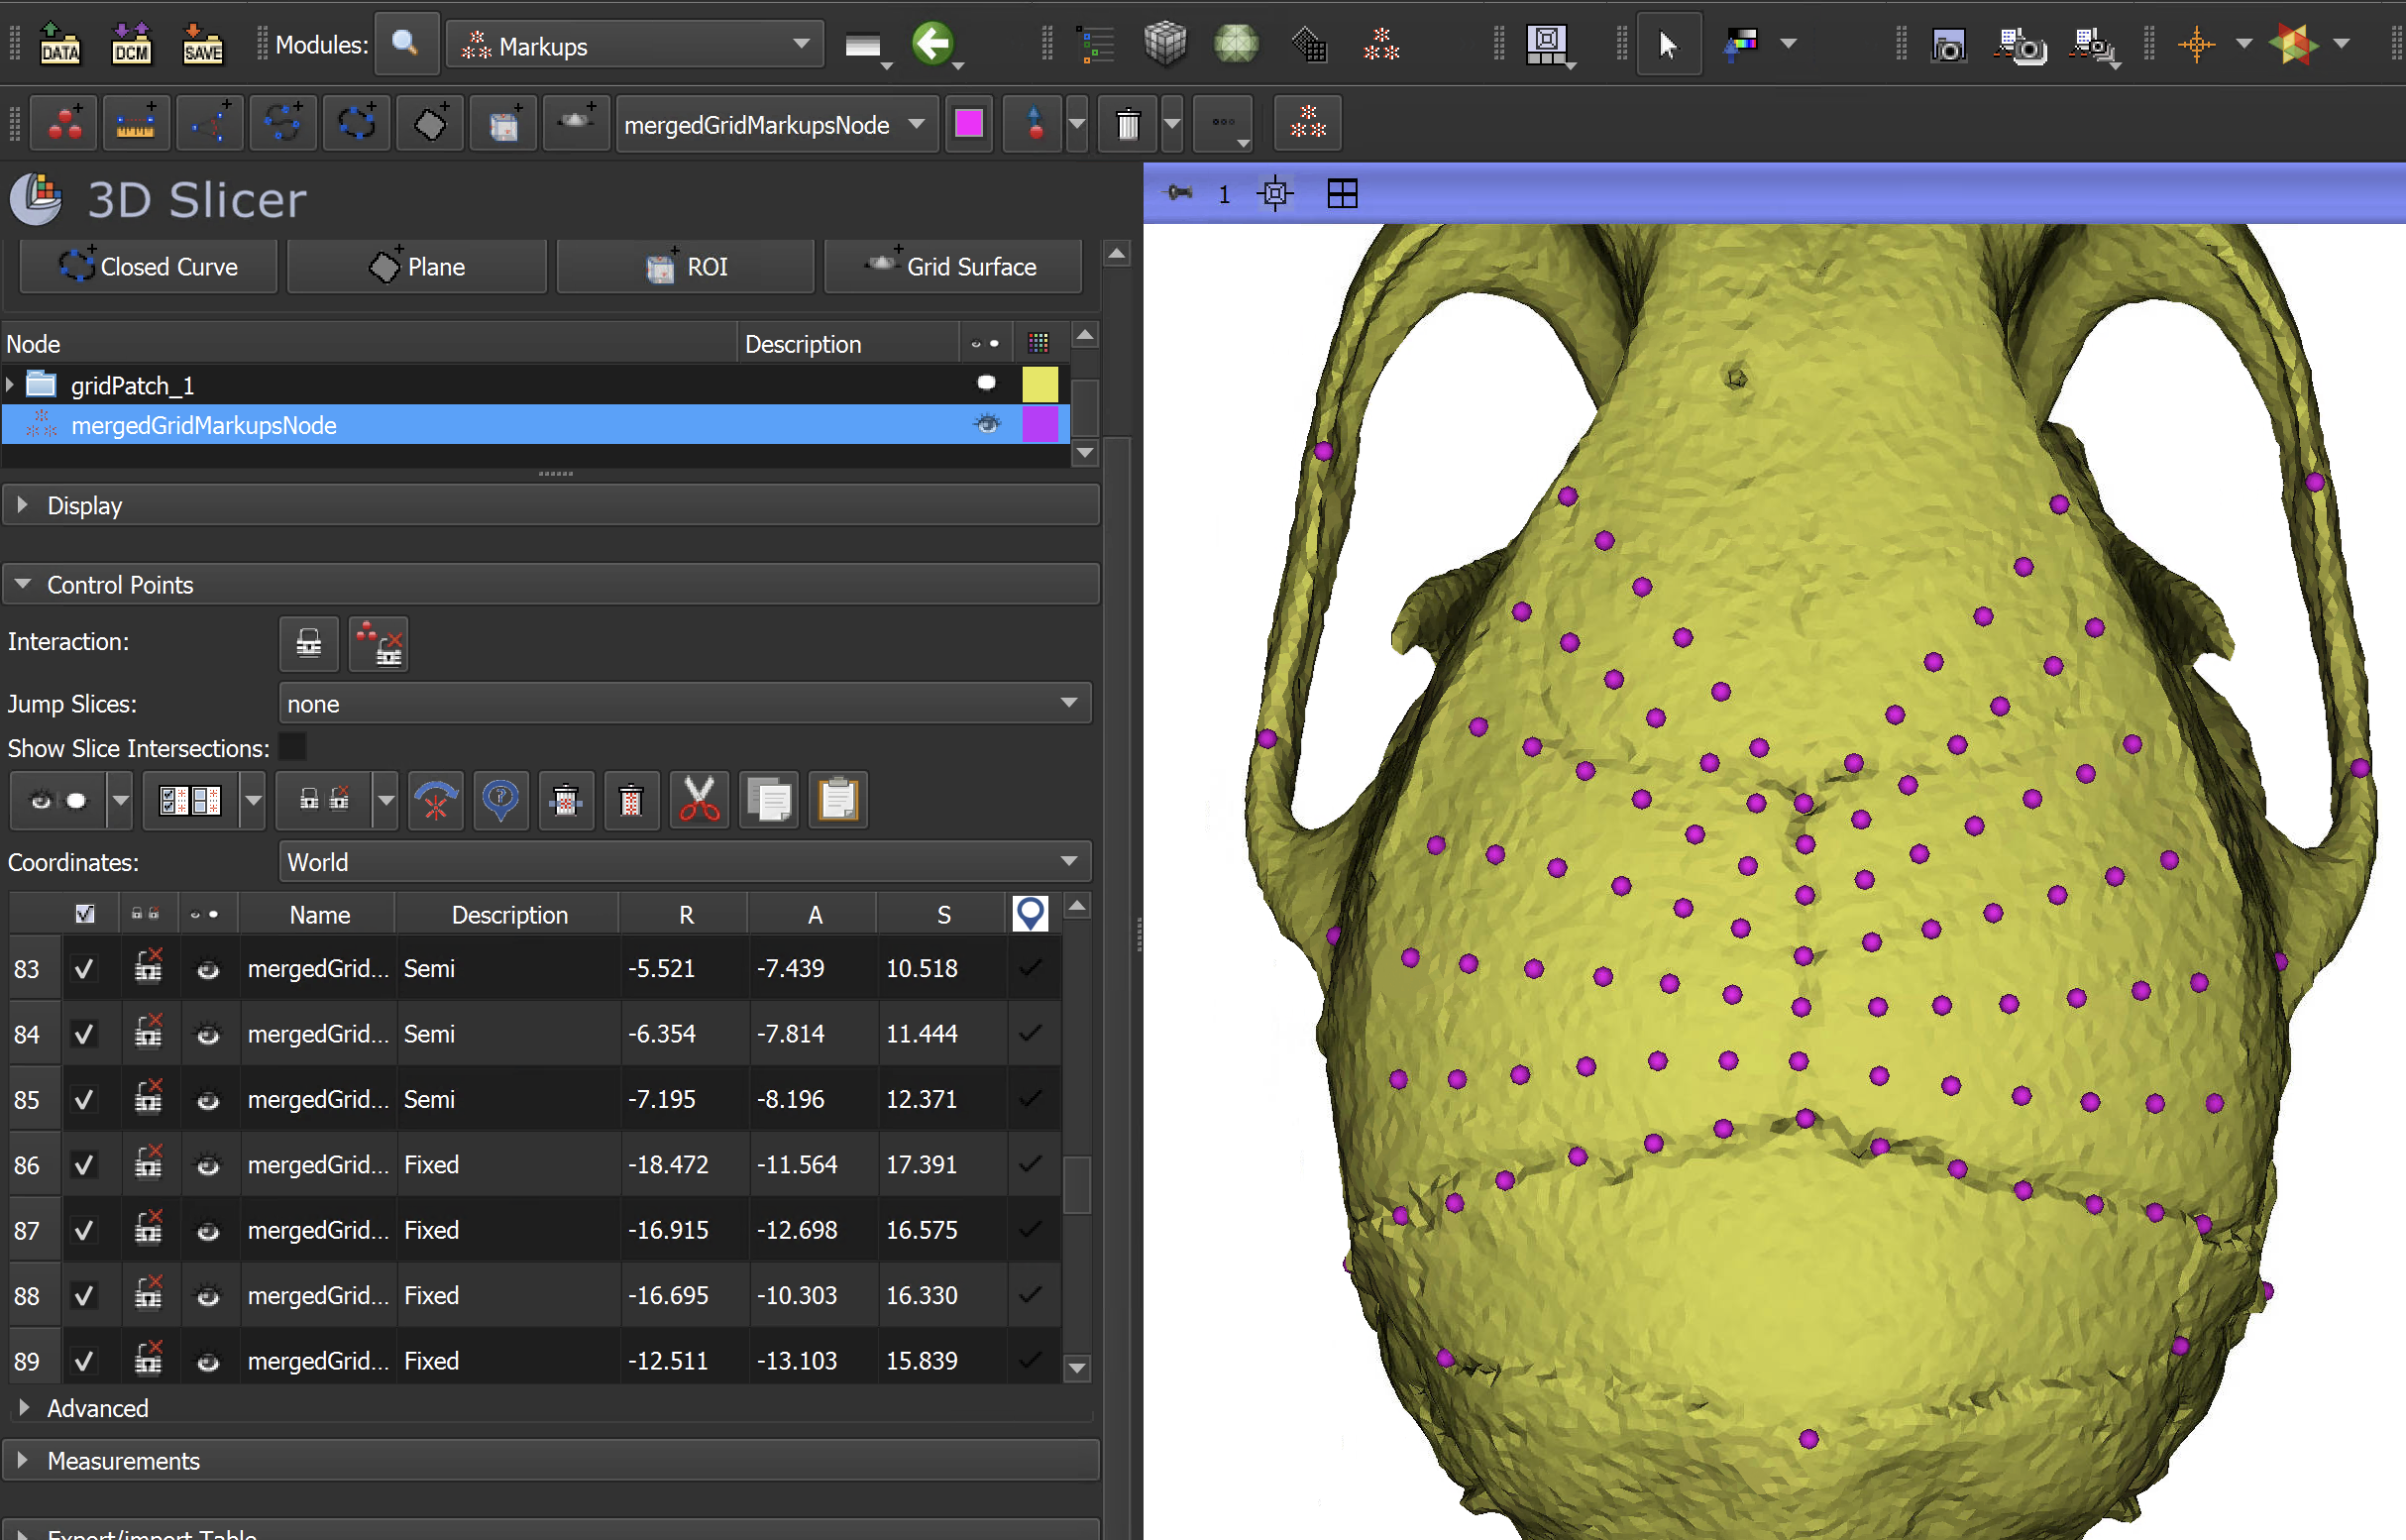 DATA DCM SAVE Modules: Markups
mergedGridMarkupsNode
3D Slicer
1
Closed Curve Plane ROI Grid Surface
Node Description
gridPatch_1
mergedGridMarkupsNode
Display
Control Points
Interaction:
Jump Slices: none
Show Slice Intersections:
Coordinates: World
Name Description R A S
83 mergedGrid... Semi -5.521 -7.439 10.518
84 mergedGrid... Semi -6.354 -7.814 11.444
85 mergedGrid... Semi -7.195 -8.196 12.371
86 mergedGrid... Fixed -18.472 -11.564 17.391
87 mergedGrid... Fixed -16.915 -12.698 16.575
88 mergedGrid... Fixed -16.695 -10.303 16.330
89 mergedGrid... Fixed -12.511 -13.103 15.839
Advanced
Measurements
Export/import Table